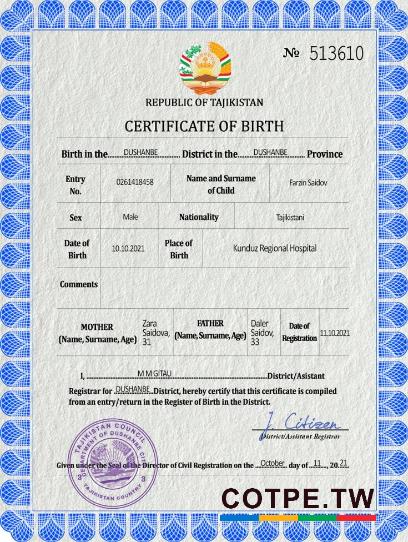 № 513610
REPUBLIC OF TAJIKISTAN
CERTIFICATE OF BIRTH
Birth in the DUSHANBE District in the DUSHANBE Province
Entry No. 0261418458 Name and Surname of Child Farzin Saidov
Sex Male Nationality Tajikistani
Date of Birth 10.10.2021 Place of Birth Kunduz Regional Hospital
Comments
MOTHER (Name, Surname, Age) Zara Saidova, 31 FATHER (Name, Surname, Age) Daler Saidov, 33 Date of Registration 11.10.2021
I, M M GITAU District/Asistant
Registrar for DUSHANBE District, hereby certify that this certificate is compiled
from an entry/return in the Register of Birth in the District.
J. Citizen
District/Assistant Registrar
TAJIKISTAN COUNCIL
DEPARTMENT OF DUSHANBE
TAJIKISTAN COUNTRY
Given under the Seal of the Director of Civil Registration on the October day of 11, 20 21
COTPE.TW